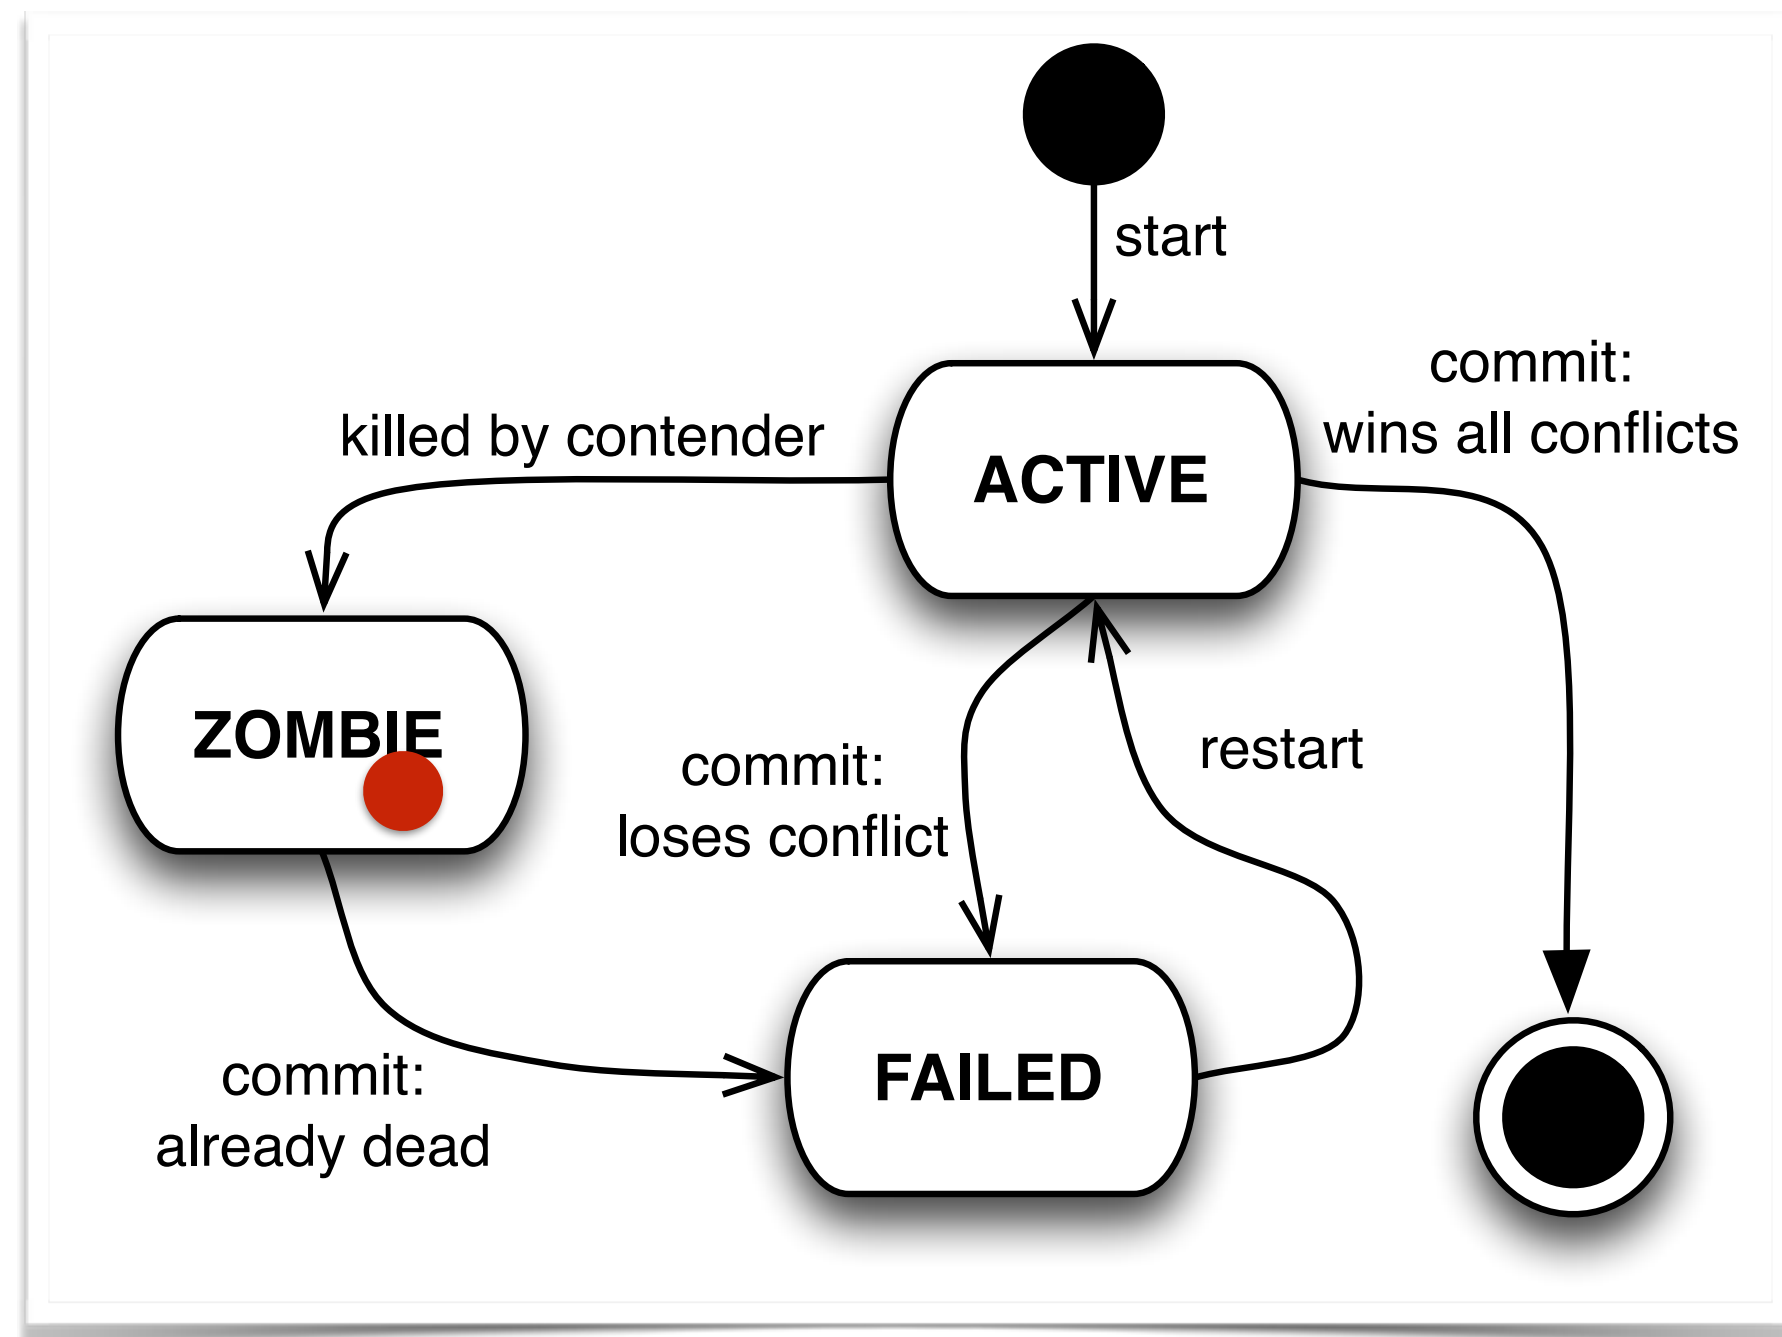 start
commit:
wins all conflicts
killed by contender
ACTIVE
ZOMBIE
commit:
loses conflict
restart
commit:
already dead
FAILED